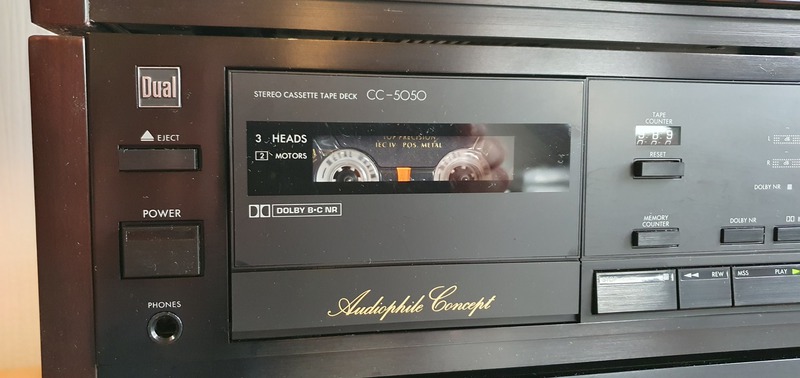 Dual
STEREO CASSETTE TAPE DECK CC-5050
EJECT
3 HEADS
2 MOTORS
TOP PRECISION
IEC IV · POS. METAL
DOLBY B·C NR
POWER
PHONES
Audiophile Concept
TAPE
COUNTER
RESET
L
R
DOLBY NR
MEMORY
COUNTER
DOLBY NR
REW
MSS PLAY